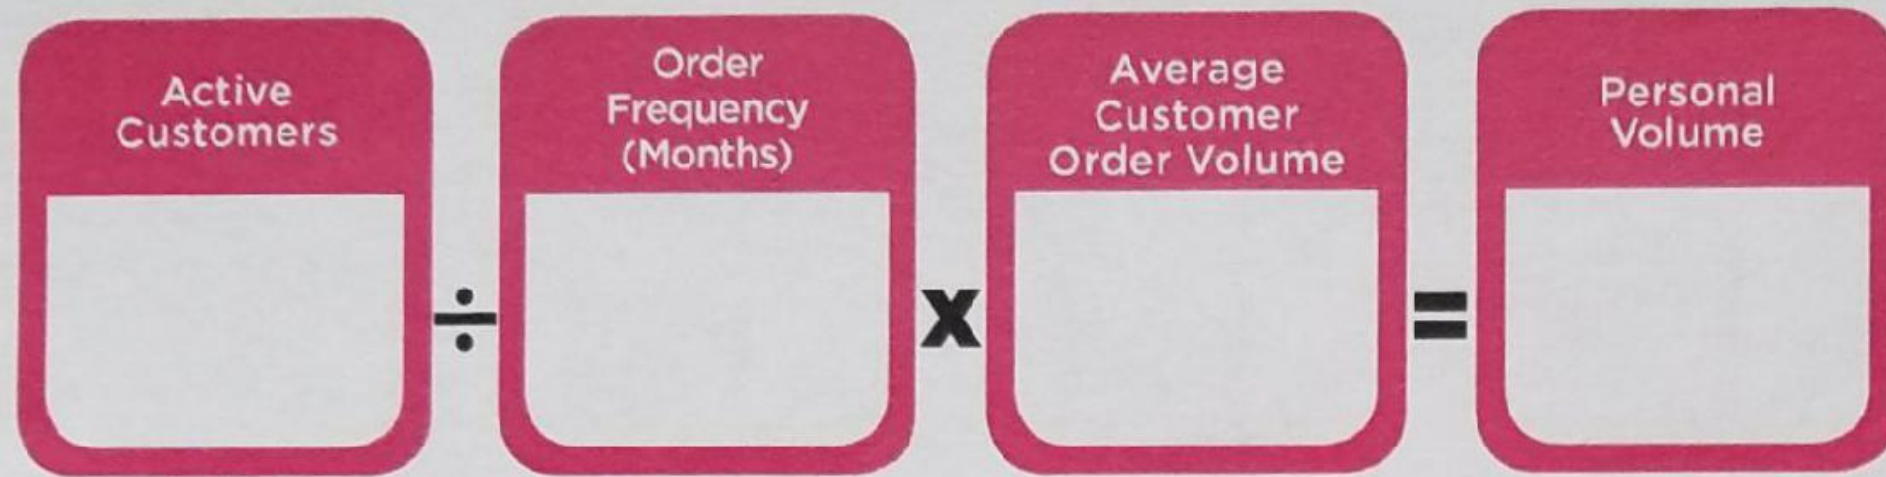 Active
Customers
÷
Order
Frequency
(Months)
x
Average
Customer
Order Volume
=
Personal
Volume